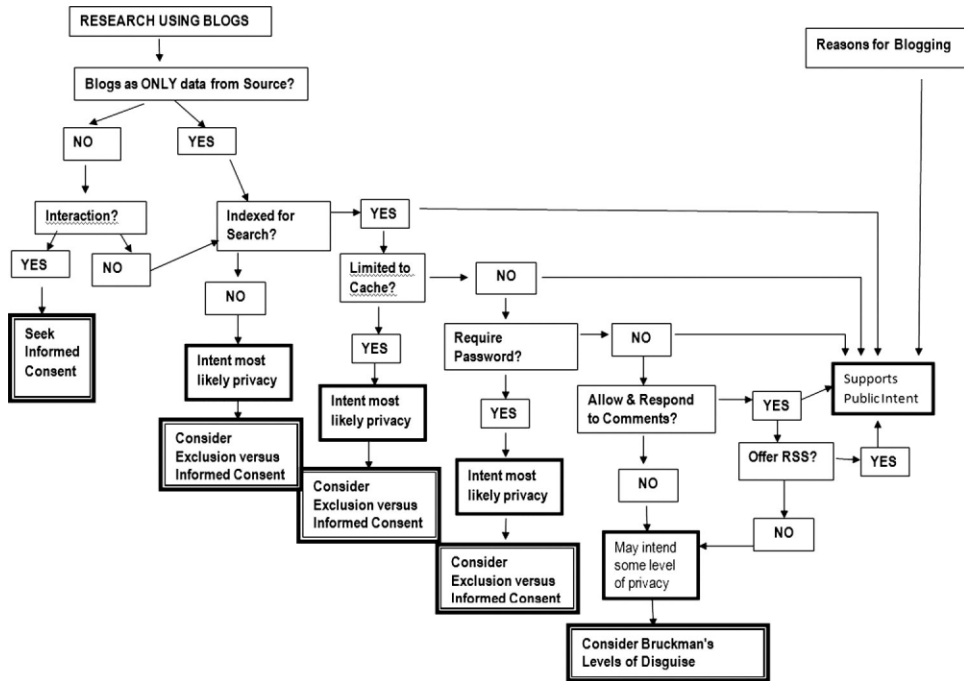 RESEARCH USING BLOGS
Reasons for Blogging
Blogs as ONLY data from Source?
NO
YES
Interaction?
Indexed for
Search?
YES
YES
NO
Limited to
Cache?
NO
NO
Seek
Informed
Consent
Require
Password?
NO
YES
Intent most
likely privacy
Supports
Public Intent
Intent most
likely privacy
Allow & Respond
to Comments?
YES
YES
Consider
Exclusion versus
Informed Consent
Offer RSS?
YES
Intent most
likely privacy
NO
Consider
Exclusion versus
Informed Consent
NO
May intend
some level
of privacy
Consider
Exclusion versus
Informed Consent
Consider Bruckman's
Levels of Disguise